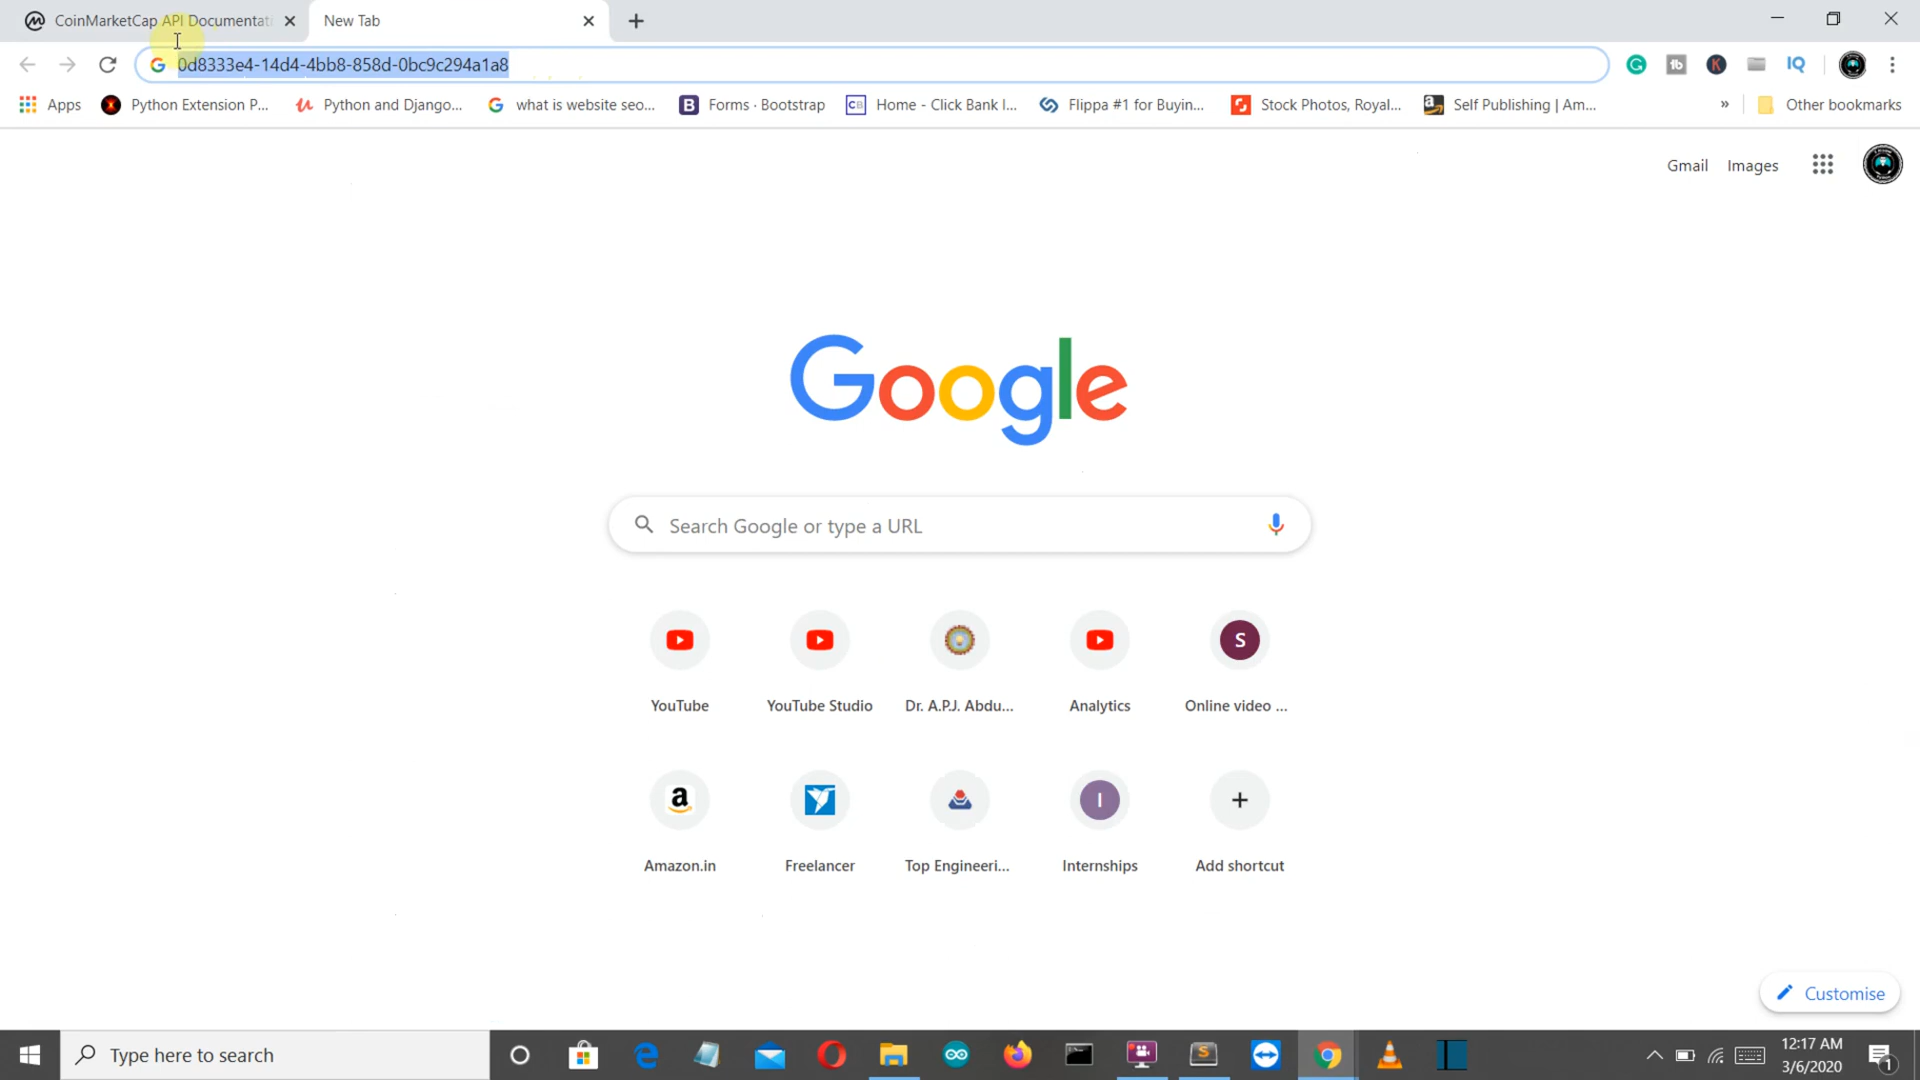 CoinMarketCap API Documentat
New Tab
0d8333e4-14d4-4bb8-858d-0bc9c294a1a8
Apps
Python Extension P...
Python and Django...
what is website seo...
Forms · Bootstrap
Home - Click Bank I...
Flippa #1 for Buyin...
Stock Photos, Royal...
Self Publishing | Am...
»
Other bookmarks
Gmail
Images
Google
Search Google or type a URL
YouTube
YouTube Studio
Dr. A.P.J. Abdu...
Analytics
Online video ...
Amazon.in
Freelancer
Top Engineeri...
Internships
Add shortcut
Customise
Type here to search
12:17 AM
3/6/2020